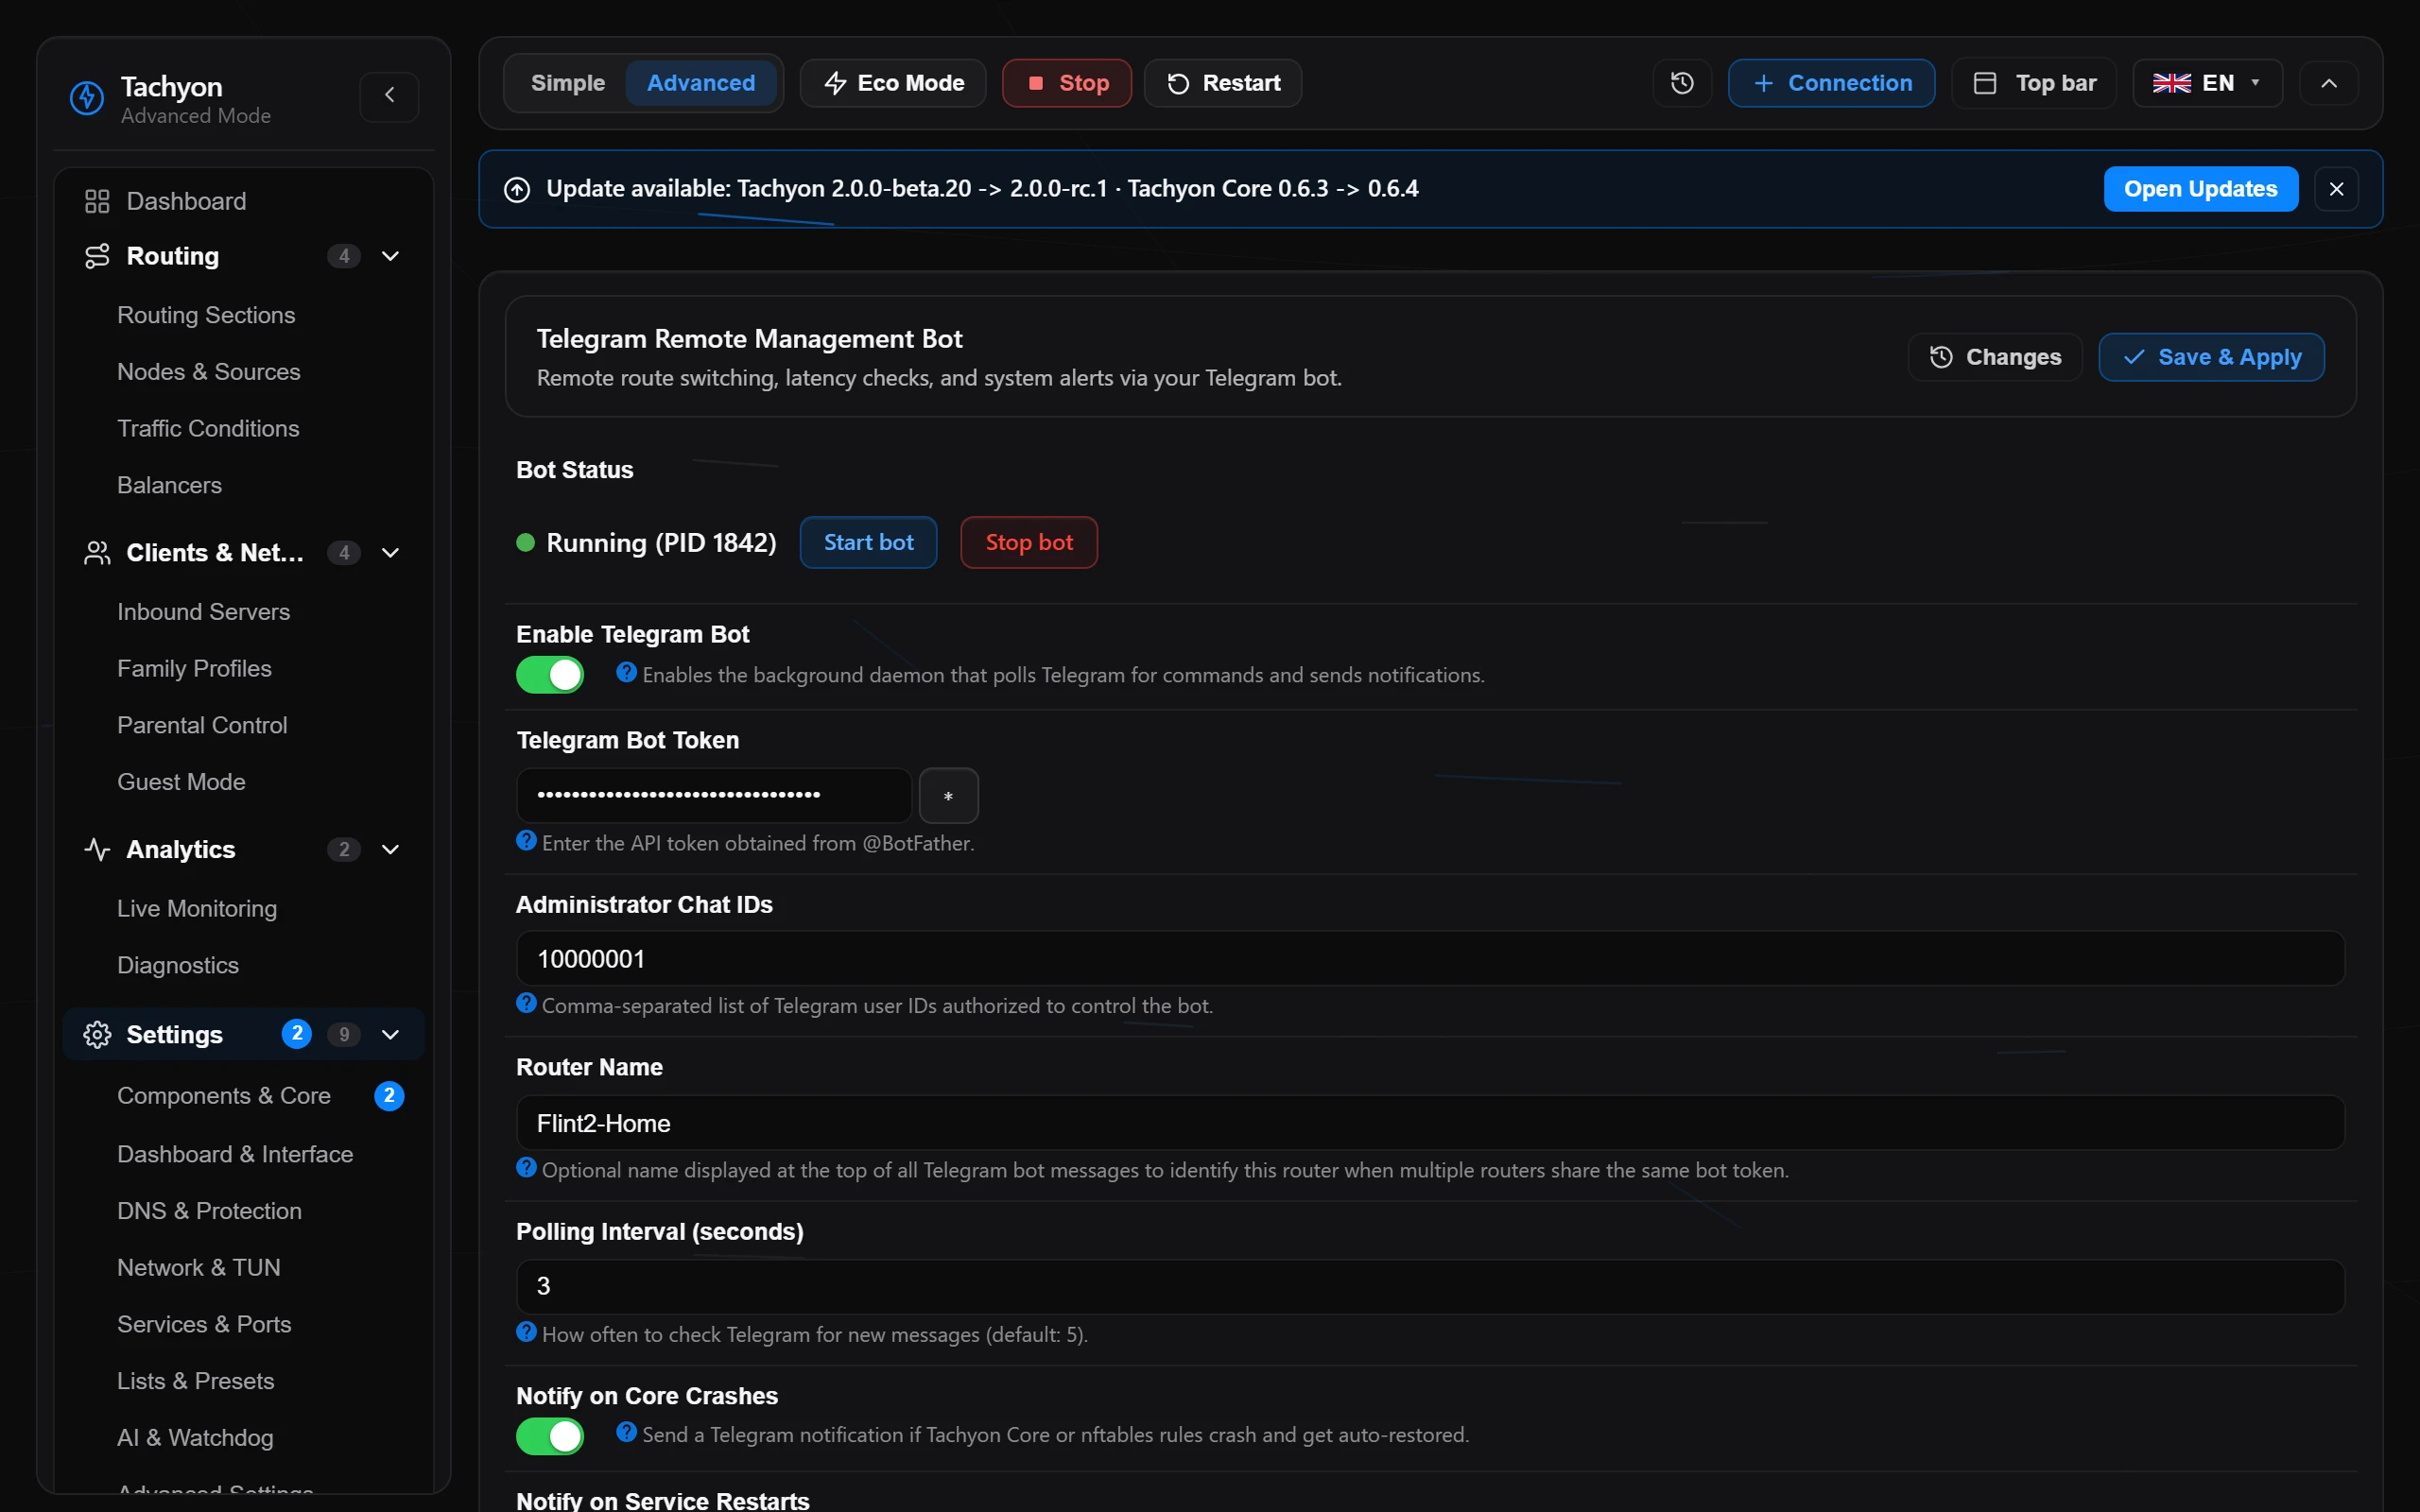 Tachyon
Advanced Mode
Dashboard
Routing 4
Routing Sections
Nodes & Sources
Traffic Conditions
Balancers
Clients & Net... 4
Inbound Servers
Family Profiles
Parental Control
Guest Mode
Analytics 2
Live Monitoring
Diagnostics
Settings 2 9
Components & Core 2
Dashboard & Interface
DNS & Protection
Network & TUN
Services & Ports
Lists & Presets
AI & Watchdog
Advanced Settings
Simple Advanced Eco Mode Stop Restart + Connection Top bar EN
Update available: Tachyon 2.0.0-beta.20 -> 2.0.0-rc.1 · Tachyon Core 0.6.3 -> 0.6.4 Open Updates
Telegram Remote Management Bot
Remote route switching, latency checks, and system alerts via your Telegram bot.
Changes Save & Apply
Bot Status
Running (PID 1842) Start bot Stop bot
Enable Telegram Bot
? Enables the background daemon that polls Telegram for commands and sends notifications.
Telegram Bot Token
••••••••••••••••••••••••••••••••• *
? Enter the API token obtained from @BotFather.
Administrator Chat IDs
10000001
? Comma-separated list of Telegram user IDs authorized to control the bot.
Router Name
Flint2-Home
? Optional name displayed at the top of all Telegram bot messages to identify this router when multiple routers share the same bot token.
Polling Interval (seconds)
3
? How often to check Telegram for new messages (default: 5).
Notify on Core Crashes
? Send a Telegram notification if Tachyon Core or nftables rules crash and get auto-restored.
Notify on Service Restarts